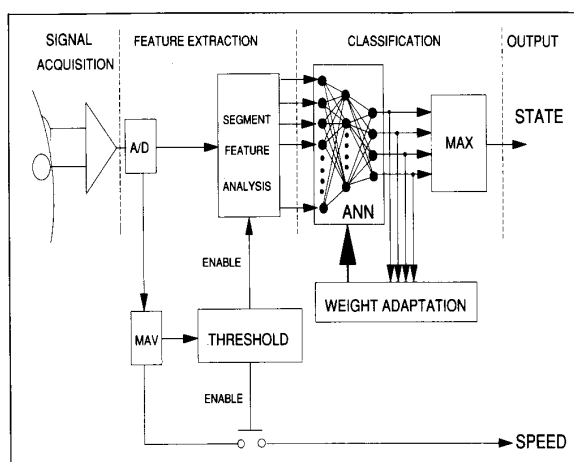 SIGNAL
ACQUISITION
FEATURE EXTRACTION
CLASSIFICATION
OUTPUT
A/D
SEGMENT
FEATURE
ANALYSIS
ANN
MAX
STATE
ENABLE
WEIGHT ADAPTATION
MAV
THRESHOLD
ENABLE
SPEED